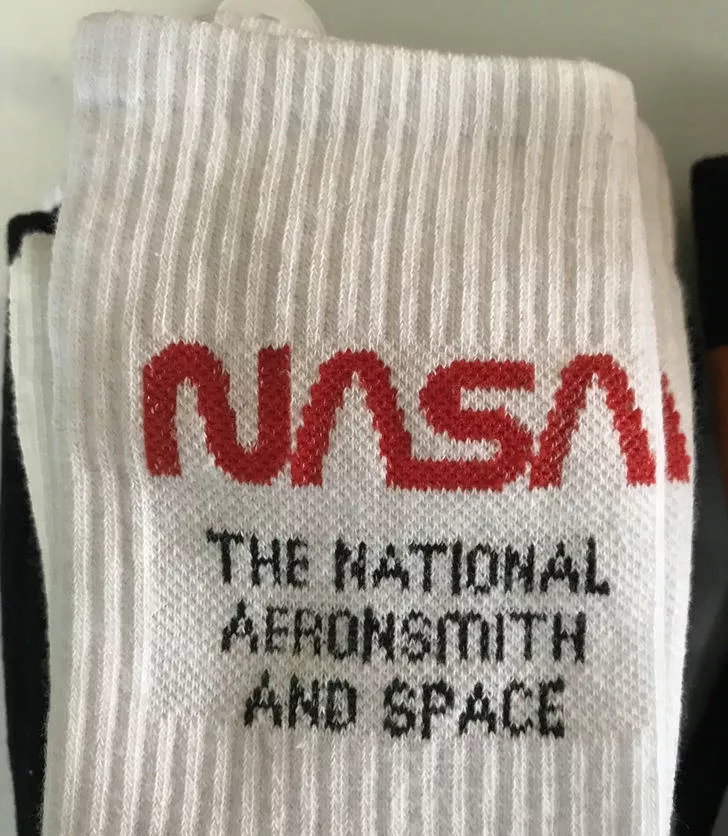 NASA
THE NATIONAL
AERONSMITH
AND SPACE